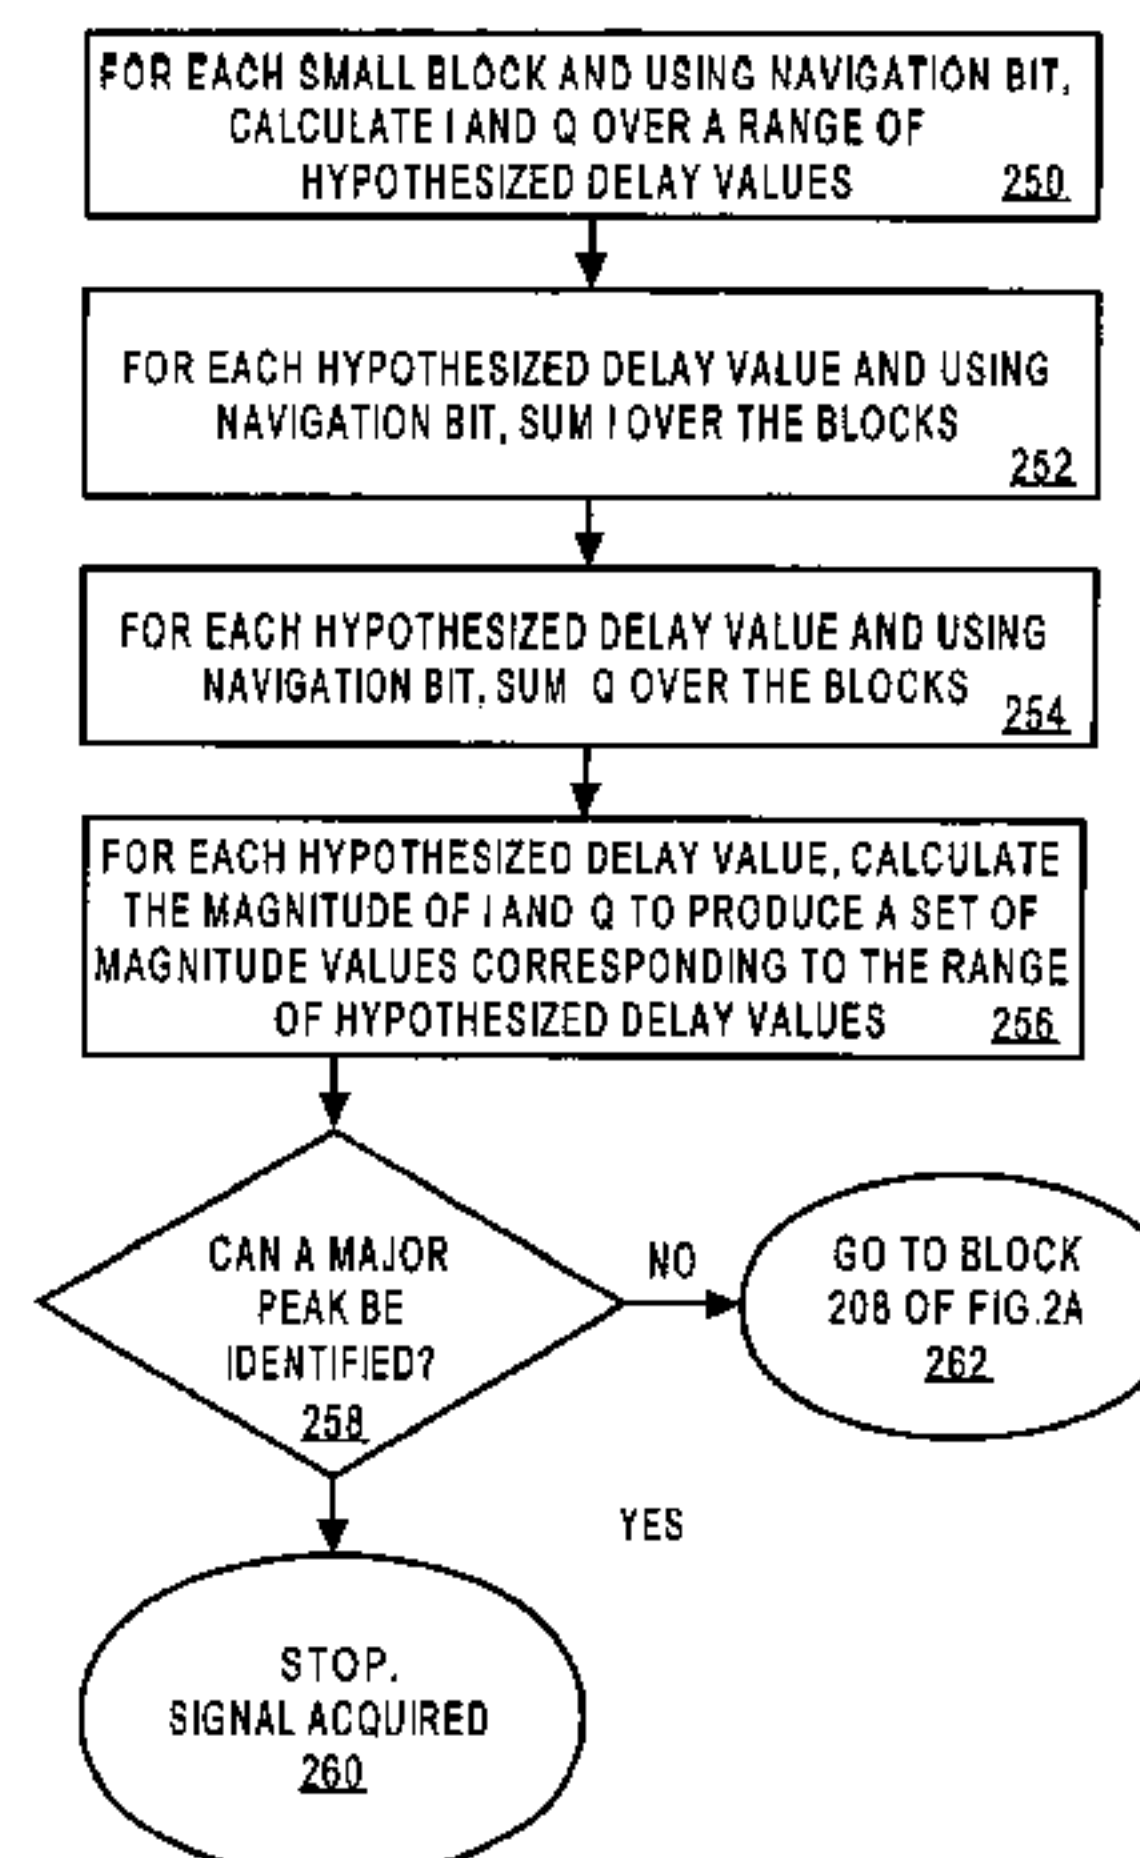 FOR EACH SMALL BLOCK AND USING NAVIGATION BIT,
CALCULATE I AND Q OVER A RANGE OF
HYPOTHESIZED DELAY VALUES
250
FOR EACH HYPOTHESIZED DELAY VALUE AND USING
NAVIGATION BIT, SUM I OVER THE BLOCKS
252
FOR EACH HYPOTHESIZED DELAY VALUE AND USING
NAVIGATION BIT, SUM Q OVER THE BLOCKS
254
FOR EACH HYPOTHESIZED DELAY VALUE, CALCULATE
THE MAGNITUDE OF I AND Q TO PRODUCE A SET OF
MAGNITUDE VALUES CORRESPONDING TO THE RANGE
OF HYPOTHESIZED DELAY VALUES
256
CAN A MAJOR
PEAK BE
IDENTIFIED?
258
NO
GO TO BLOCK
208 OF FIG.2A
262
YES
STOP.
SIGNAL ACQUIRED
260